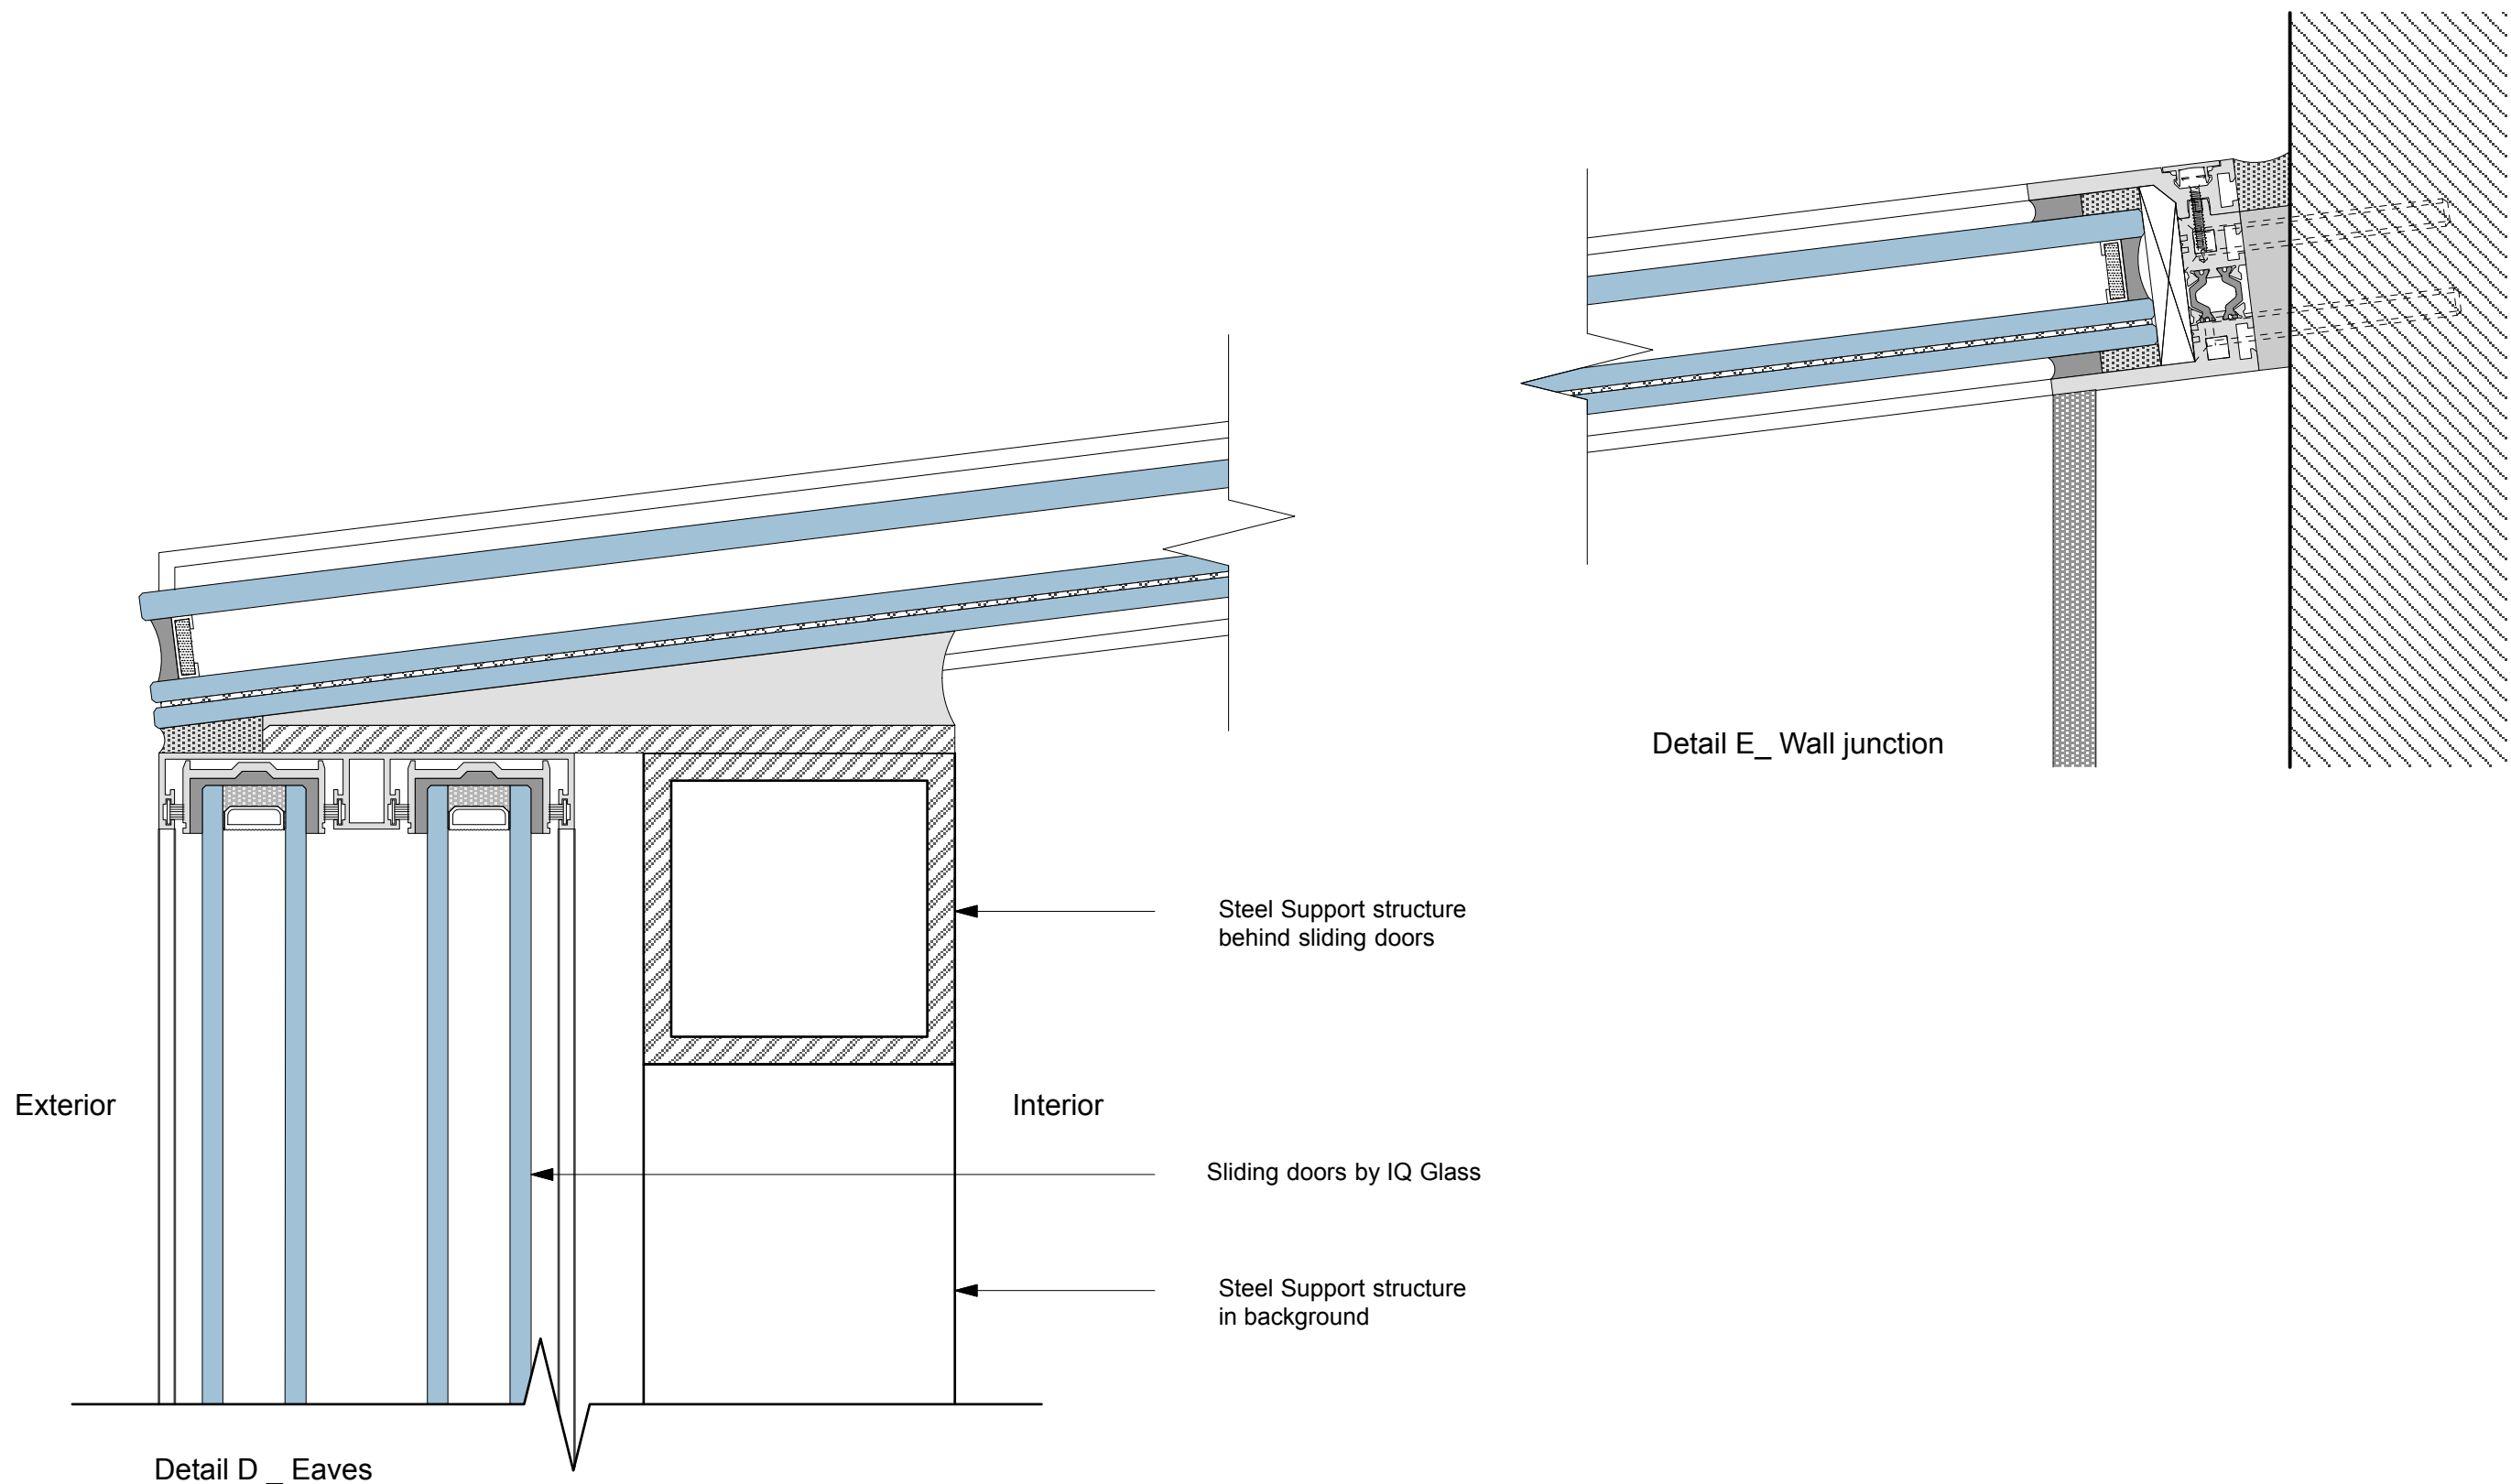 Detail E_ Wall junction
Steel Support structure
behind sliding doors
Exterior
Interior
Sliding doors by IQ Glass
Steel Support structure
in background
Detail D _ Eaves